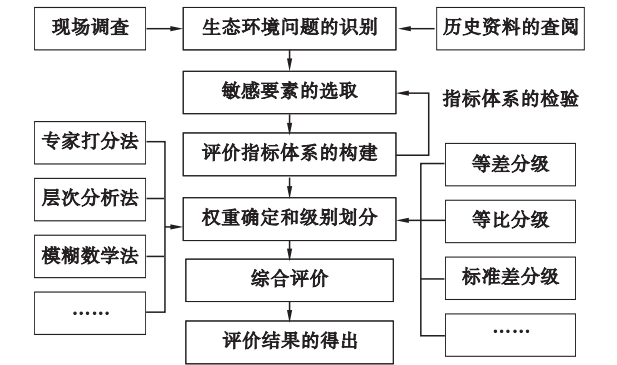 现场调查
生态环境问题的识别
历史资料的查阅
敏感要素的选取
指标体系的检验
评价指标体系的构建
专家打分法
层次分析法
模糊数学法
……
权重确定和级别划分
等差分级
等比分级
标准差分级
……
综合评价
评价结果的得出